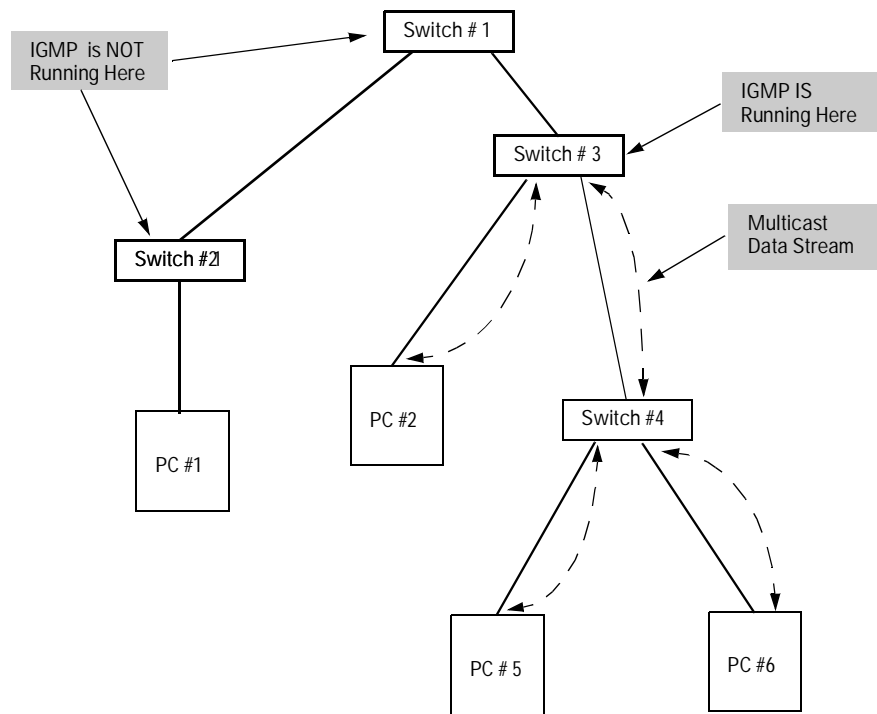 Switch # 1
IGMP is NOT
Running Here
IGMP IS
Running Here
Switch # 3
Multicast
Data Stream
Switch #2
PC #2
Switch #4
PC #1
PC # 5
PC #6